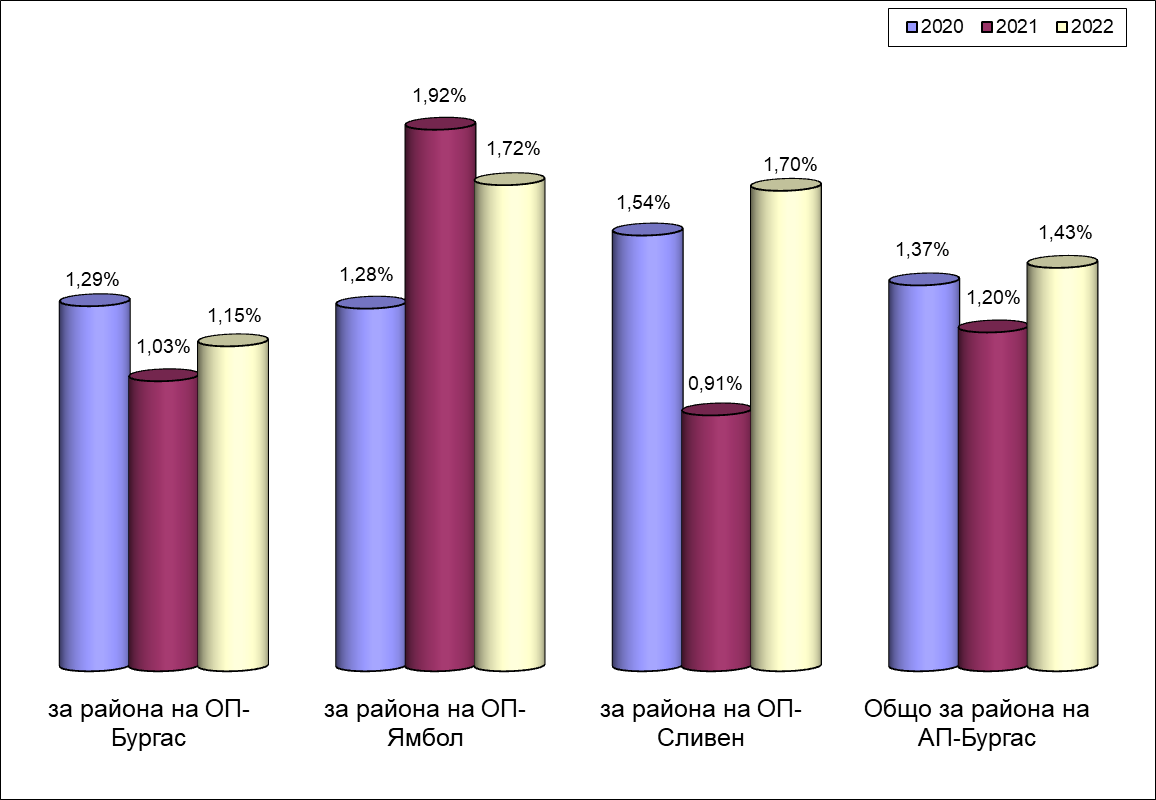 2020 2021 2022
1,29%
1,03%
1,15%
1,28%
1,92%
1,72%
1,54%
0,91%
1,70%
1,37%
1,20%
1,43%
за района на ОП-
Бургас
за района на ОП-
Ямбол
за района на ОП-
Сливен
Общо за района на
АП-Бургас